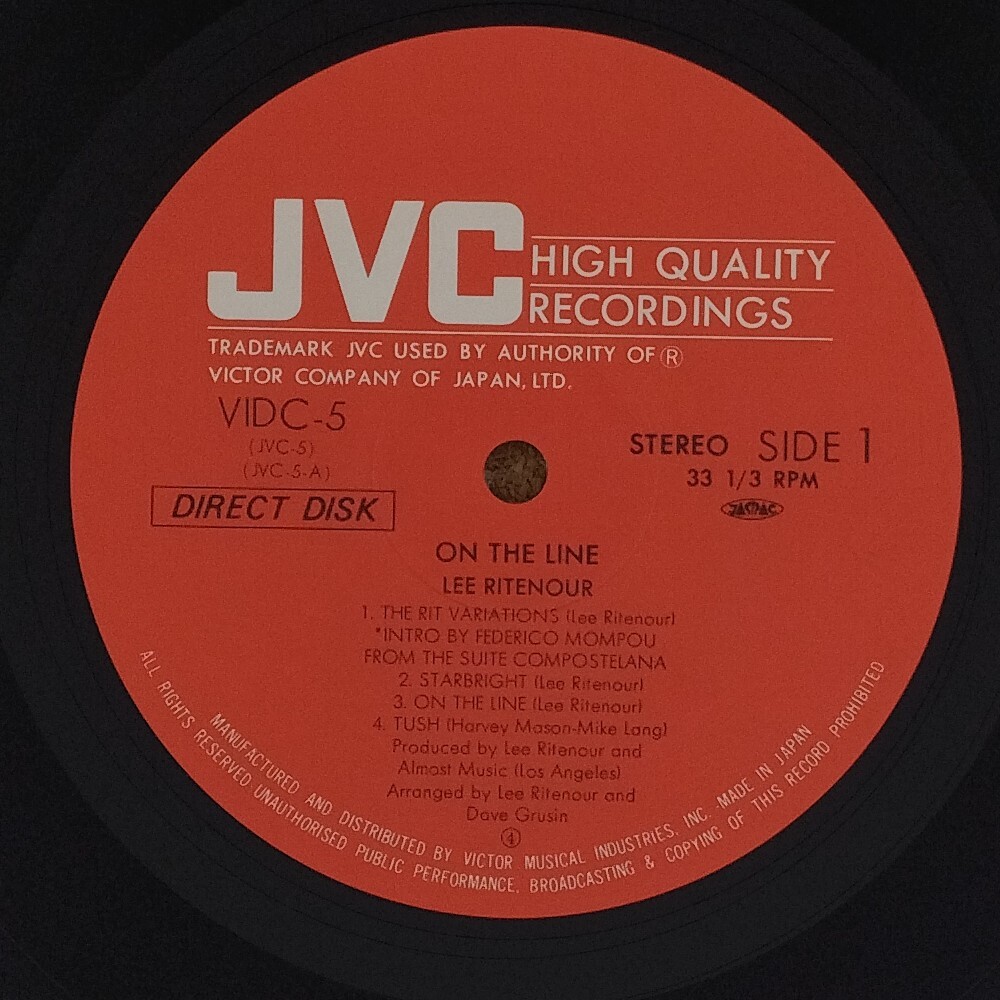 JVC HIGH QUALITY
RECORDINGS
TRADEMARK JVC USED BY AUTHORITY OF Ⓡ
VICTOR COMPANY OF JAPAN, LTD.
VIDC-5
(JVC-5)
(JVC-5-A)
DIRECT DISK
STEREO SIDE 1
33 1/3 RPM
JASRAC
ON THE LINE
LEE RITENOUR
1. THE RIT VARIATIONS (Lee Ritenour)
*INTRO BY FEDERICO MOMPOU
FROM THE SUITE COMPOSTELANA
2. STARBRIGHT (Lee Ritenour)
3. ON THE LINE (Lee Ritenour)
4. TUSH (Harvey Mason-Mike Lang)
Produced by Lee Ritenour and
Almost Music (Los Angeles)
Arranged by Lee Ritenour and
Dave Grusin
④
MANUFACTURED AND DISTRIBUTED BY VICTOR MUSICAL INDUSTRIES, INC. -MADE IN JAPAN
ALL RIGHTS RESERVED UNAUTHORISED PUBLIC PERFORMANCE, BROADCASTING & COPYING OF THIS RECORD PROHIBITED